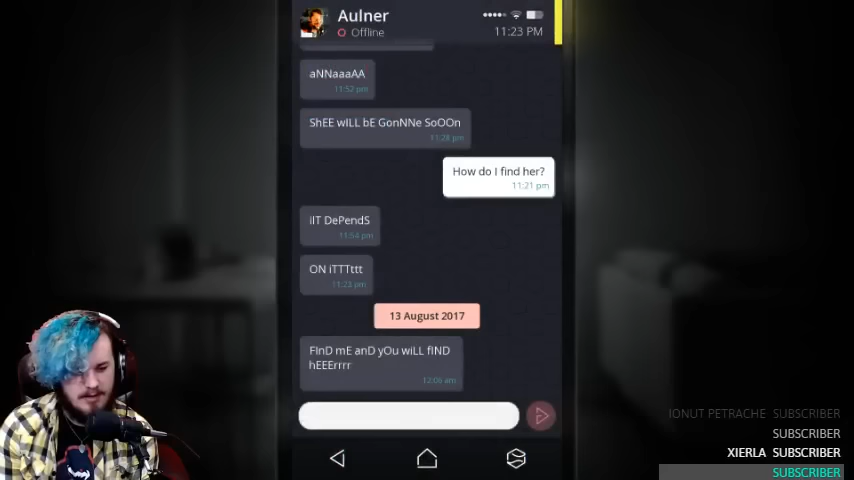 Aulner
Offline
11:23 PM
aNNaaaAA
11:52 pm
ShEE wiLL bE GonNNe SoOOn
11:28 pm
How do I find her?
11:21 pm
iIT DePendS
11:54 pm
ON iTTTttt
11:23 pm
13 August 2017
FInD mE anD yOu wiLL fIND
hEEErrrr
12:06 am
IONUT PETRACHE SUBSCRIBER
SUBSCRIBER
XIERLA SUBSCRIBER
SUBSCRIBER